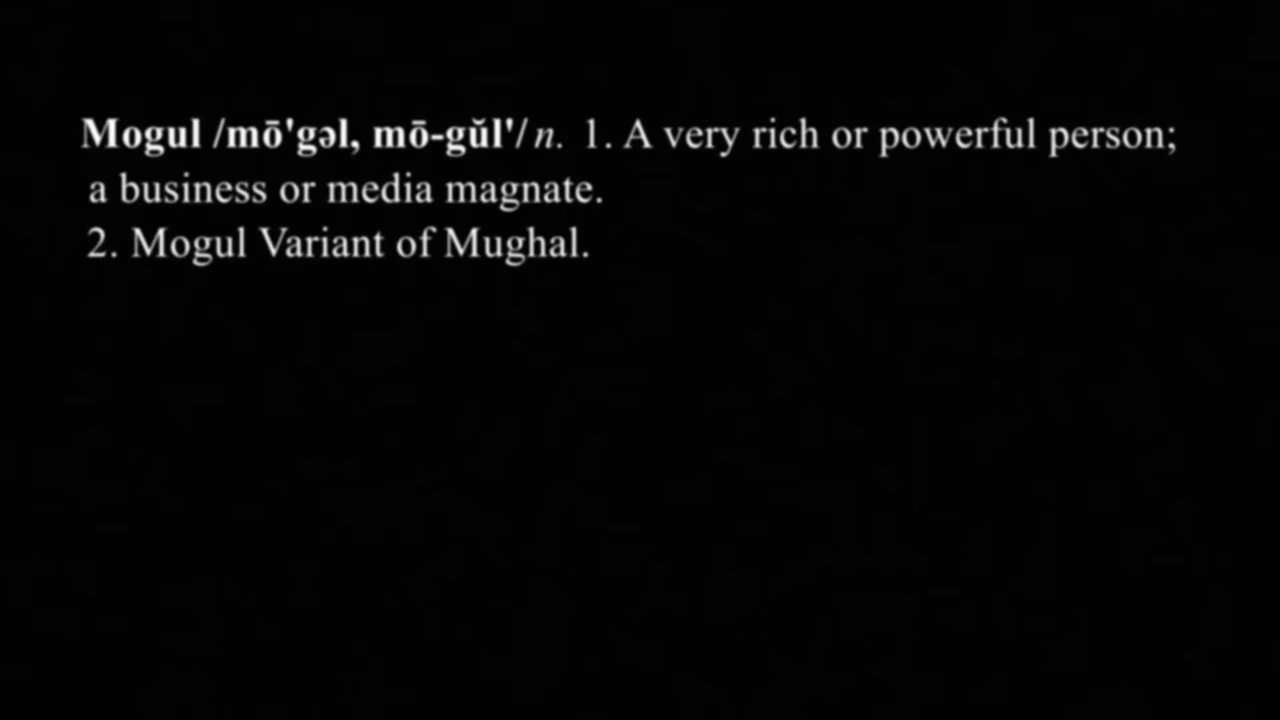 Mogul /mō'gəl, mō-gŭl'/ n. 1. A very rich or powerful person;
a business or media magnate.
2. Mogul Variant of Mughal.